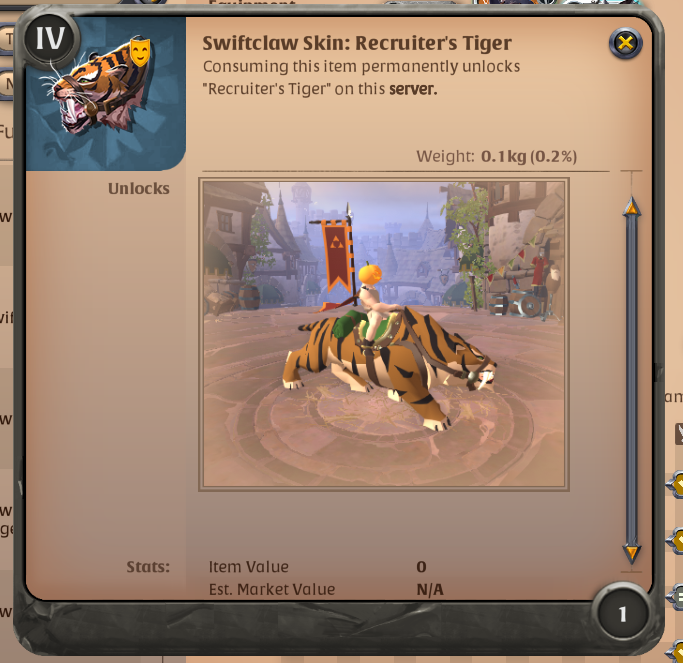 Equipment
IV
Swiftclaw Skin: Recruiter's Tiger
Consuming this item permanently unlocks
"Recruiter's Tiger" on this server.
Weight: 0.1kg (0.2%)
Unlocks
Stats:
Item Value 0
Est. Market Value N/A
1